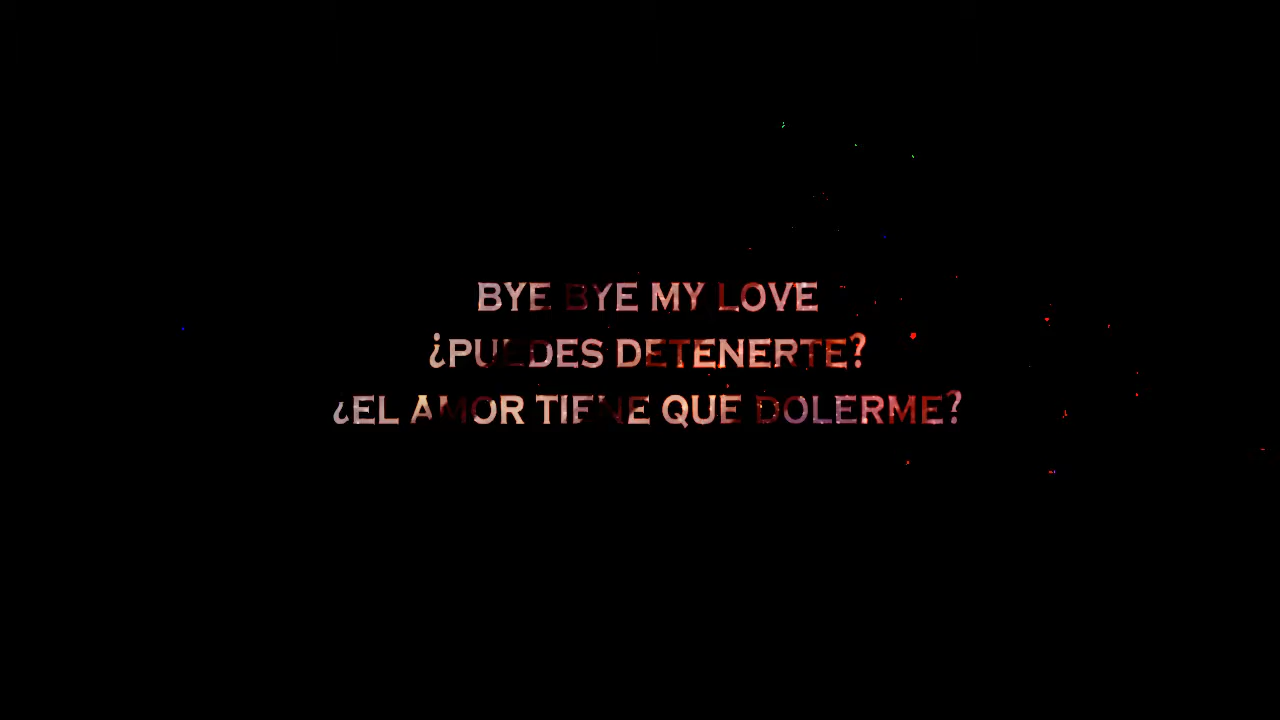 BYE BYE MY LOVE
¿PUEDES DETENERTE?
¿EL AMOR TIENE QUE DOLERME?